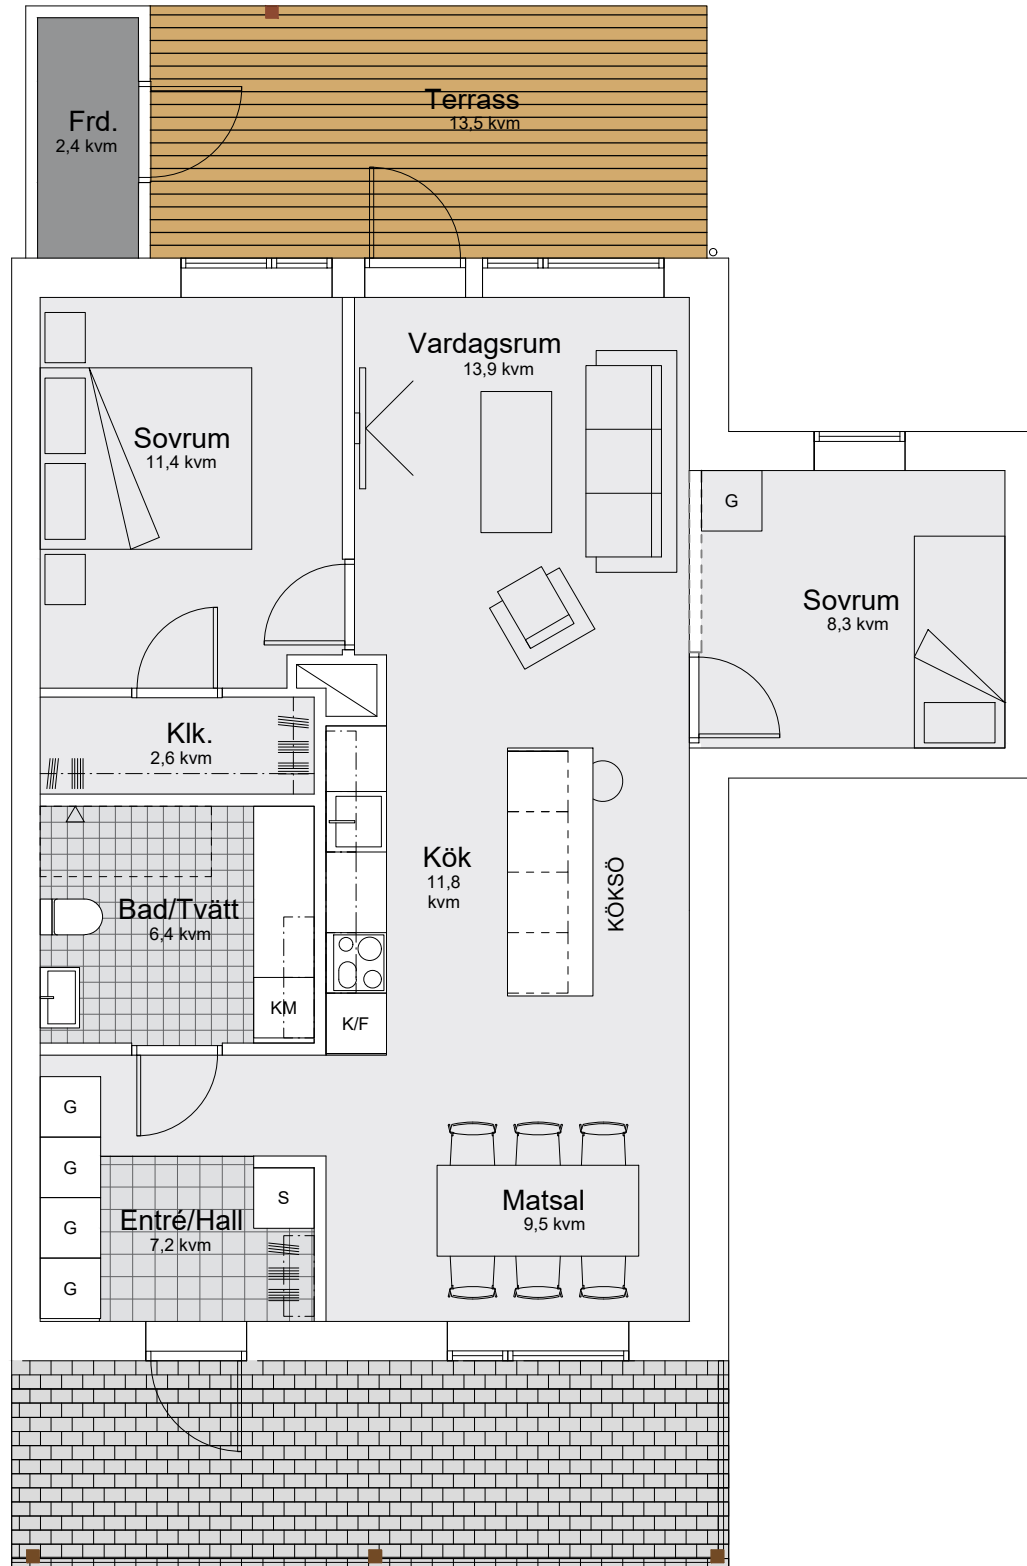 Terrass
13,5 kvm
Frd.
2,4 kvm
Vardagsrum
13,9 kvm
Sovrum
11,4 kvm
G
Sovrum
8,3 kvm
Klk.
2,6 kvm
Kök
11,8
kvm
KÖKSÖ
Bad/Tvätt
6,4 kvm
KM
K/F
G
G
G
G
S
Entré/Hall
7,2 kvm
Matsal
9,5 kvm